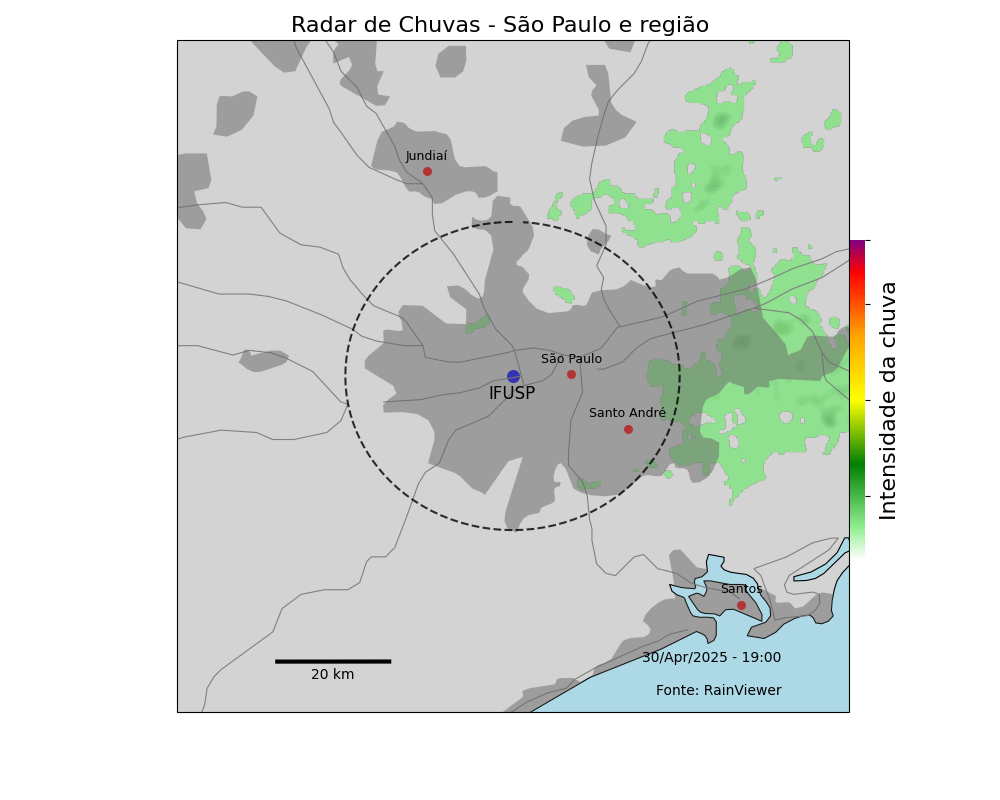 Radar de Chuvas - São Paulo e região
Jundiaí
São Paulo
IFUSP
Santo André
Intensidade da chuva
Santos
30/Apr/2025 - 19:00
20 km
Fonte: RainViewer